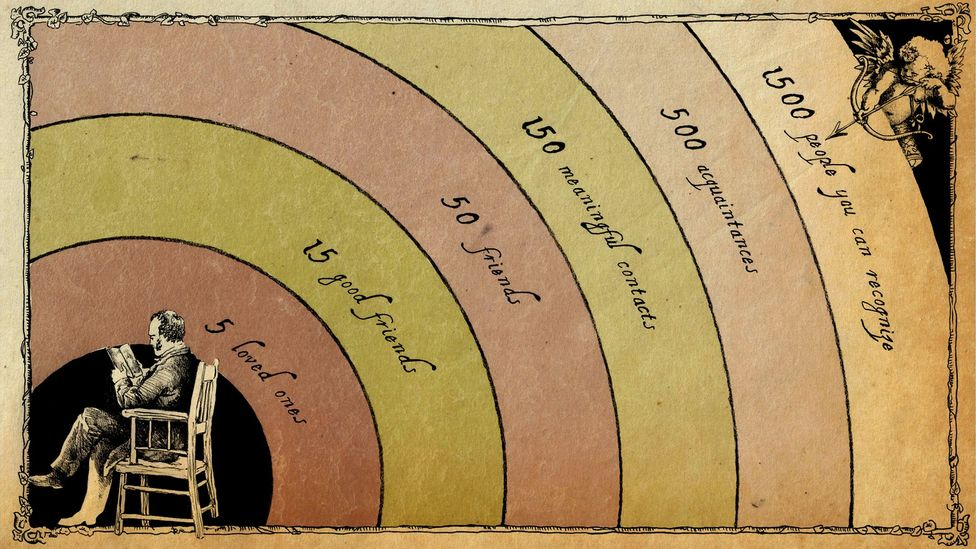 5 loved ones
15 good friends
50 friends
150 meaningful contacts
500 acquaintances
1500 people you can recognize